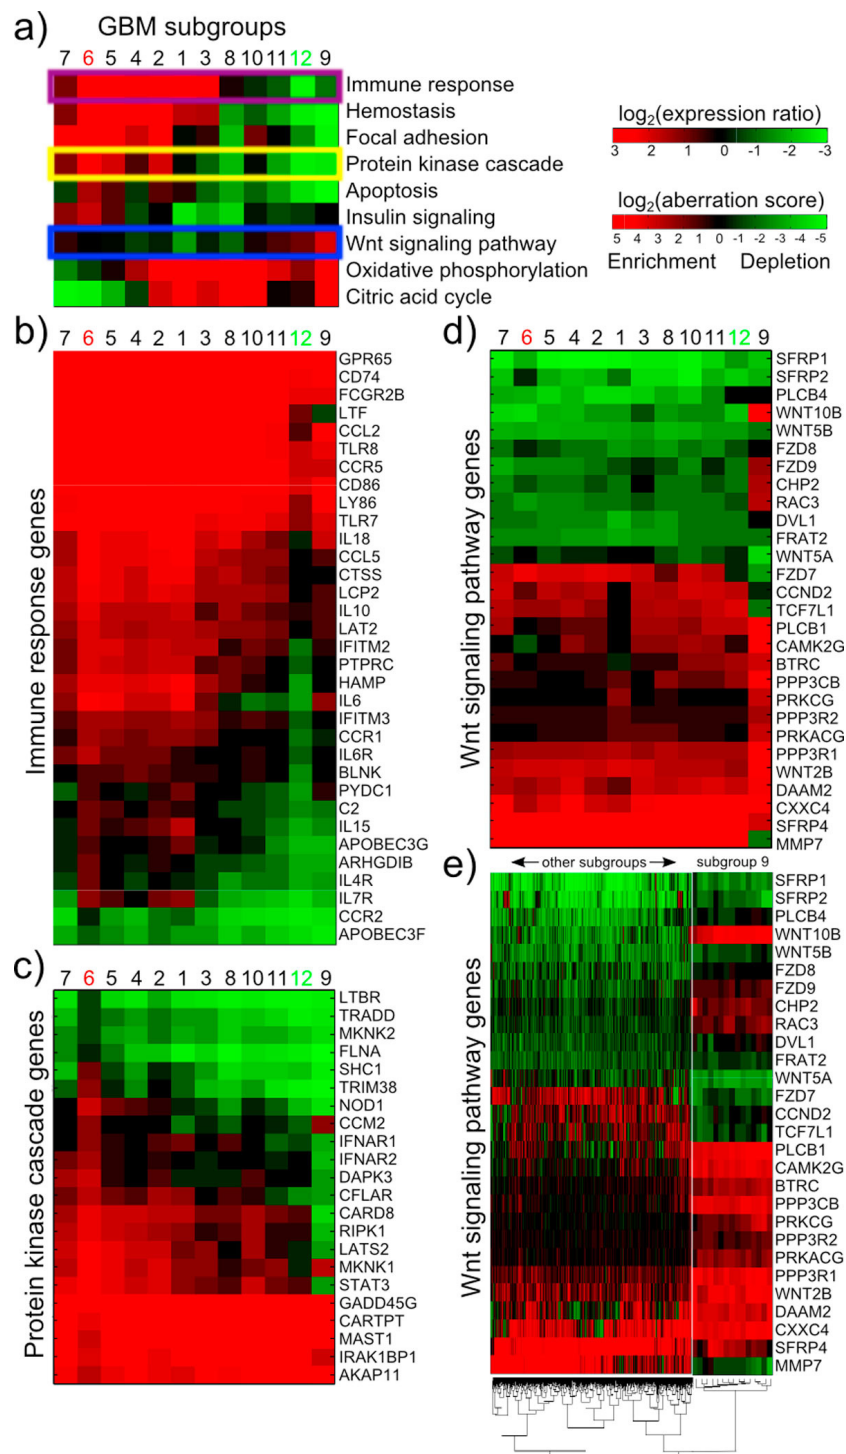 a)
GBM subgroups
7 6 5 4 2 1 3 8 10 11 12 9
Immune response
Hemostasis
Focal adhesion
Protein kinase cascade
Apoptosis
Insulin signaling
Wnt signaling pathway
Oxidative phosphorylation
Citric acid cycle
log2(expression ratio)
3 2 1 0 -1 -2 -3
log2(aberration score)
5 4 3 2 1 0 -1 -2 -3 -4 -5
Enrichment Depletion
b)
7 6 5 4 2 1 3 8 10 11 12 9
Immune response genes
GPR65
CD74
FCGR2B
LTF
CCL2
TLR8
CCR5
CD86
LY86
TLR7
IL18
CCL5
CTSS
LCP2
IL10
LAT2
IFITM2
PTPRC
HAMP
IL6
IFITM3
CCR1
IL6R
BLNK
PYDC1
C2
IL15
APOBEC3G
ARHGDIB
IL4R
IL7R
CCR2
APOBEC3F
c)
7 6 5 4 2 1 3 8 10 11 12 9
Protein kinase cascade genes
LTBR
TRADD
MKNK2
FLNA
SHC1
TRIM38
NOD1
CCM2
IFNAR1
IFNAR2
DAPK3
CFLAR
CARD8
RIPK1
LATS2
MKNK1
STAT3
GADD45G
CARTPT
MAST1
IRAK1BP1
AKAP11
d)
7 6 5 4 2 1 3 8 10 11 12 9
Wnt signaling pathway genes
SFRP1
SFRP2
PLCB4
WNT10B
WNT5B
FZD8
FZD9
CHP2
RAC3
DVL1
FRAT2
WNT5A
FZD7
CCND2
TCF7L1
PLCB1
CAMK2G
BTRC
PPP3CB
PRKCG
PPP3R2
PRKACG
PPP3R1
WNT2B
DAAM2
CXXC4
SFRP4
MMP7
e)
other subgroups
subgroup 9
Wnt signaling pathway genes
SFRP1
SFRP2
PLCB4
WNT10B
WNT5B
FZD8
FZD9
CHP2
RAC3
DVL1
FRAT2
WNT5A
FZD7
CCND2
TCF7L1
PLCB1
CAMK2G
BTRC
PPP3CB
PRKCG
PPP3R2
PRKACG
PPP3R1
WNT2B
DAAM2
CXXC4
SFRP4
MMP7